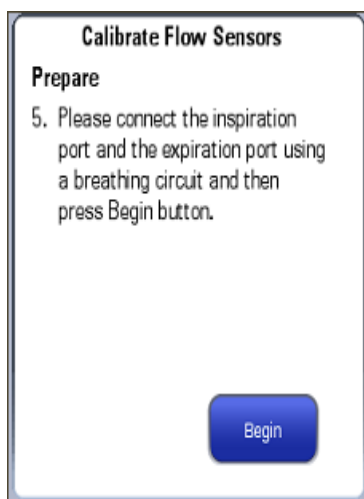 Calibrate Flow Sensors
Prepare
5. Please connect the inspiration
port and the expiration port using
a breathing circuit and then
press Begin button.
Begin